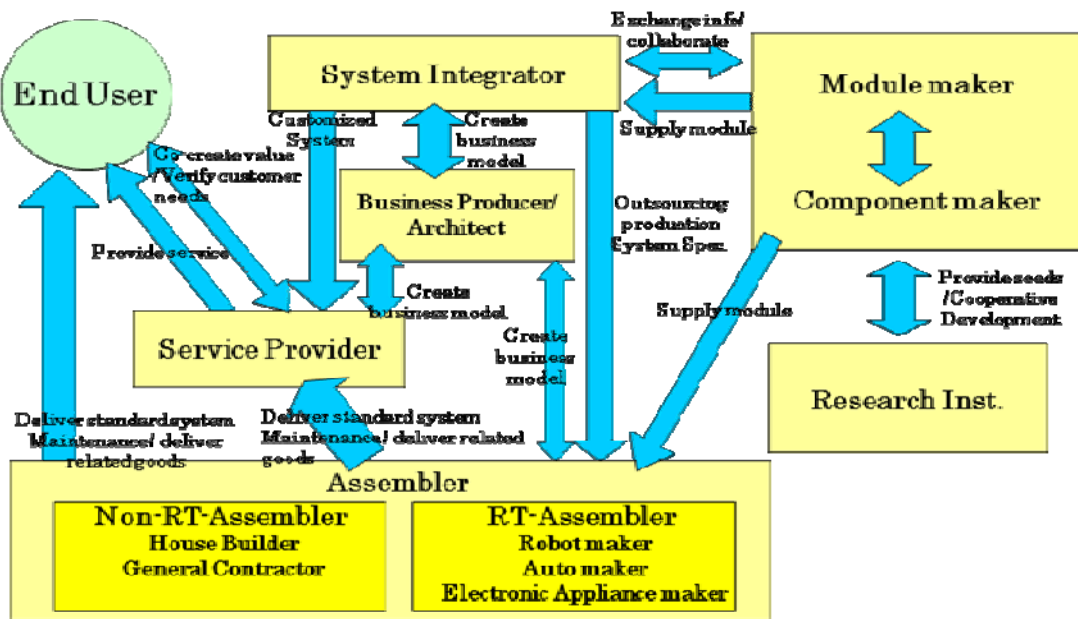 Exchange info/
collaborate
System Integrator
End User
Module maker
Customized
System
Create
business
model
Supply module
Co-create value
/Verify customer
needs
Business Producer/
Architect
Outsourcing
production
System Spec.
Component maker
Provide service
Create
business model
Supply module
Provide seeds
/Cooperative
Development
Service Provider
Create
business
model
Research Inst.
Deliver standard system
Maintenance/ deliver
related goods
Deliver standard system
Maintenance/ deliver related
goods
Assembler
Non-RT-Assembler
House Builder
General Contractor
RT-Assembler
Robot maker
Auto maker
Electronic Appliance maker